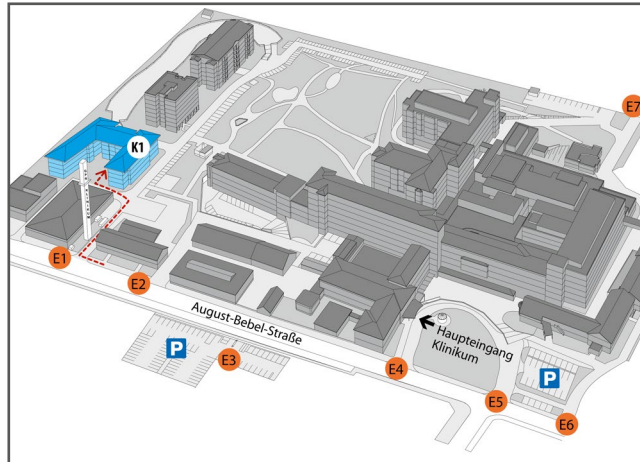 K1
E7
E1
E2
August-Bebel-Straße
E3
P
Haupteingang
Klinikum
P
E4
E5
E6